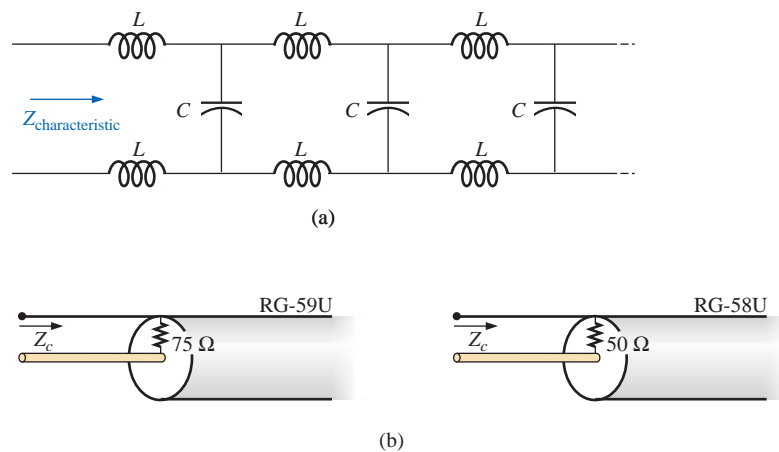 L L L
C C C
Zcharacteristic
L L L
(a)
RG-59U RG-58U
Zc 75 Ω Zc 50 Ω
(b)